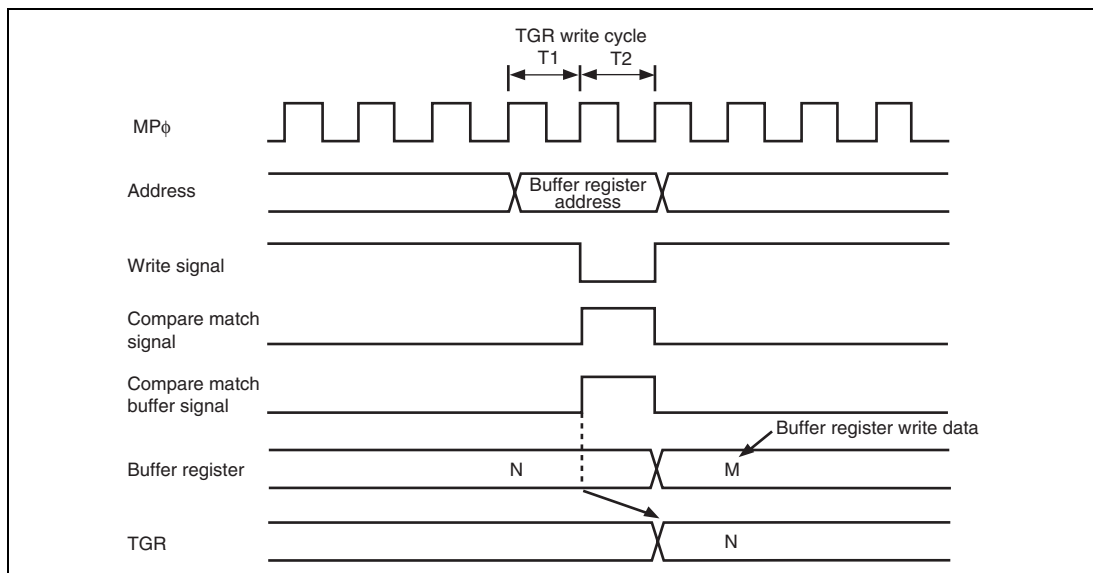 TGR write cycle
T1
T2
MPφ
Address
Buffer register
address
Write signal
Compare match
signal
Compare match
buffer signal
Buffer register write data
Buffer register
N
M
TGR
N